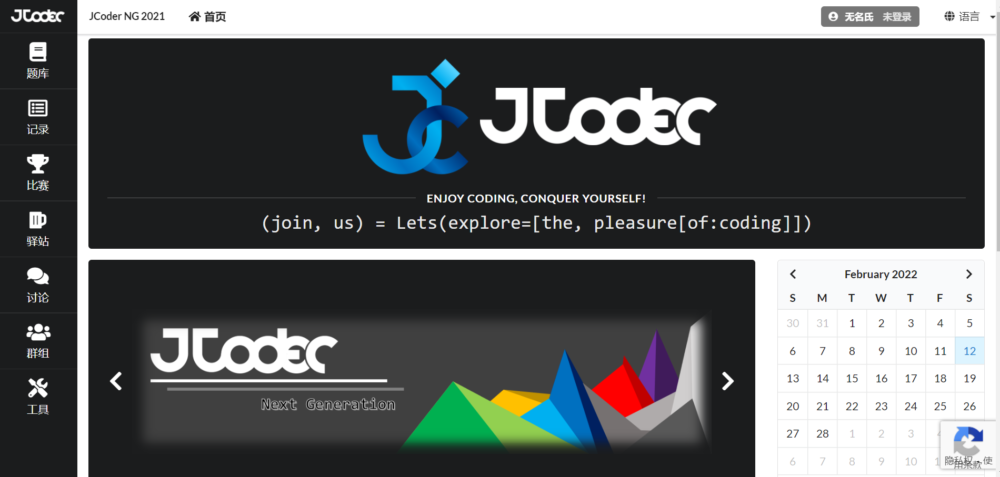 JCoder
JCoder NG 2021
首页
无名氏 未登录
语言
题库
记录
比赛
驿站
讨论
群组
工具
JCoder
ENJOY CODING, CONQUER YOURSELF!
(join, us) = Lets(explore=[the, pleasure[of:coding]])
JCoder
Next Generation
February 2022
S M T W T F S
30 31 1 2 3 4 5
6 7 8 9 10 11 12
13 14 15 16 17 18 19
20 21 22 23 24 25 26
27 28 1 2 3 4
6 7 8 9 10
隐私权 - 使
用条款